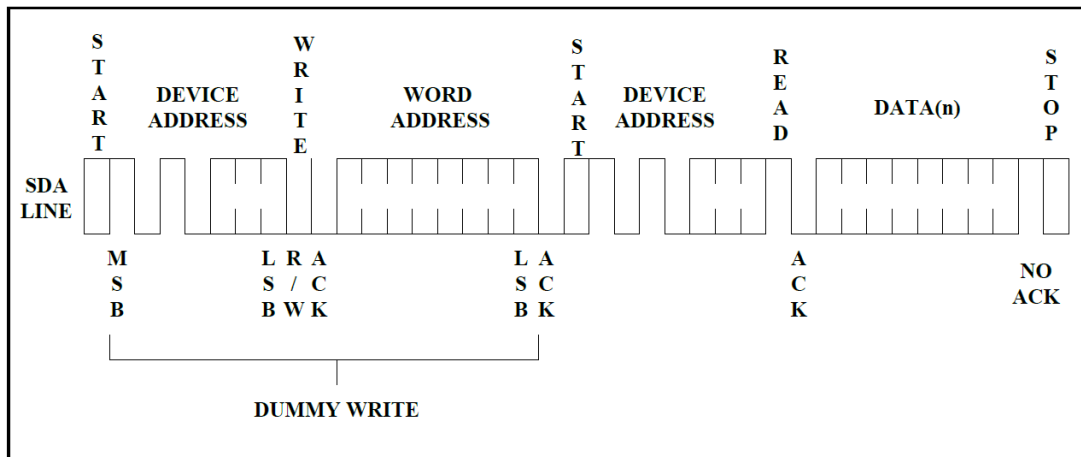 START
DEVICE
ADDRESS
WRITE
WORD
ADDRESS
START
DEVICE
ADDRESS
READ
DATA(n)
STOP
SDA
LINE
MSB
LSB
R/W
ACK
LSB
ACK
ACK
NO
ACK
DUMMY WRITE